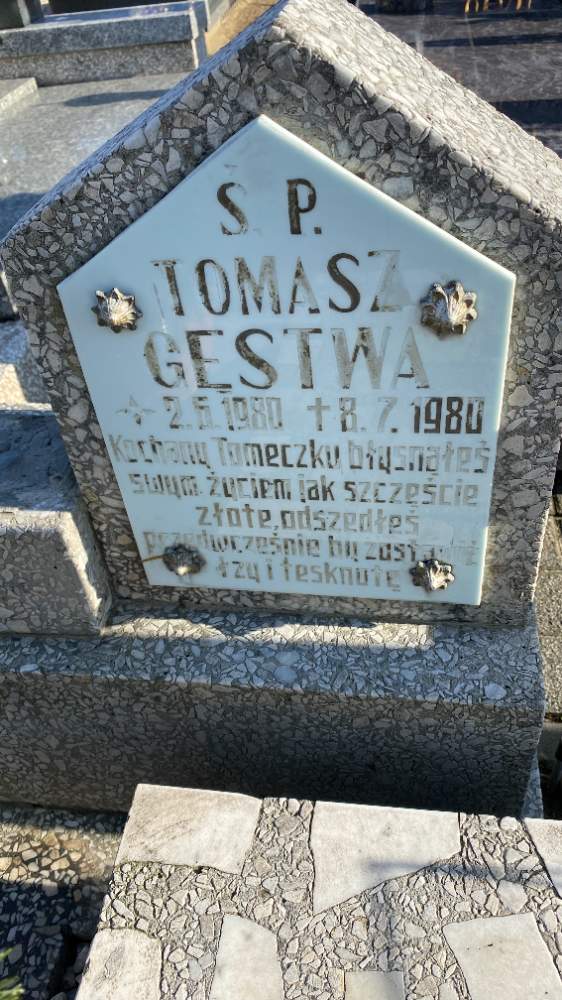 Ś. P.
TOMASZ
GĘSTWA
2.6.1980 ✝ 8.7.1980
Kochany Tomeczku błysnąłeś
swym życiem jak szczęście
złote, odszedłeś
przedwcześnie by zostawić
łzy i tęsknotę